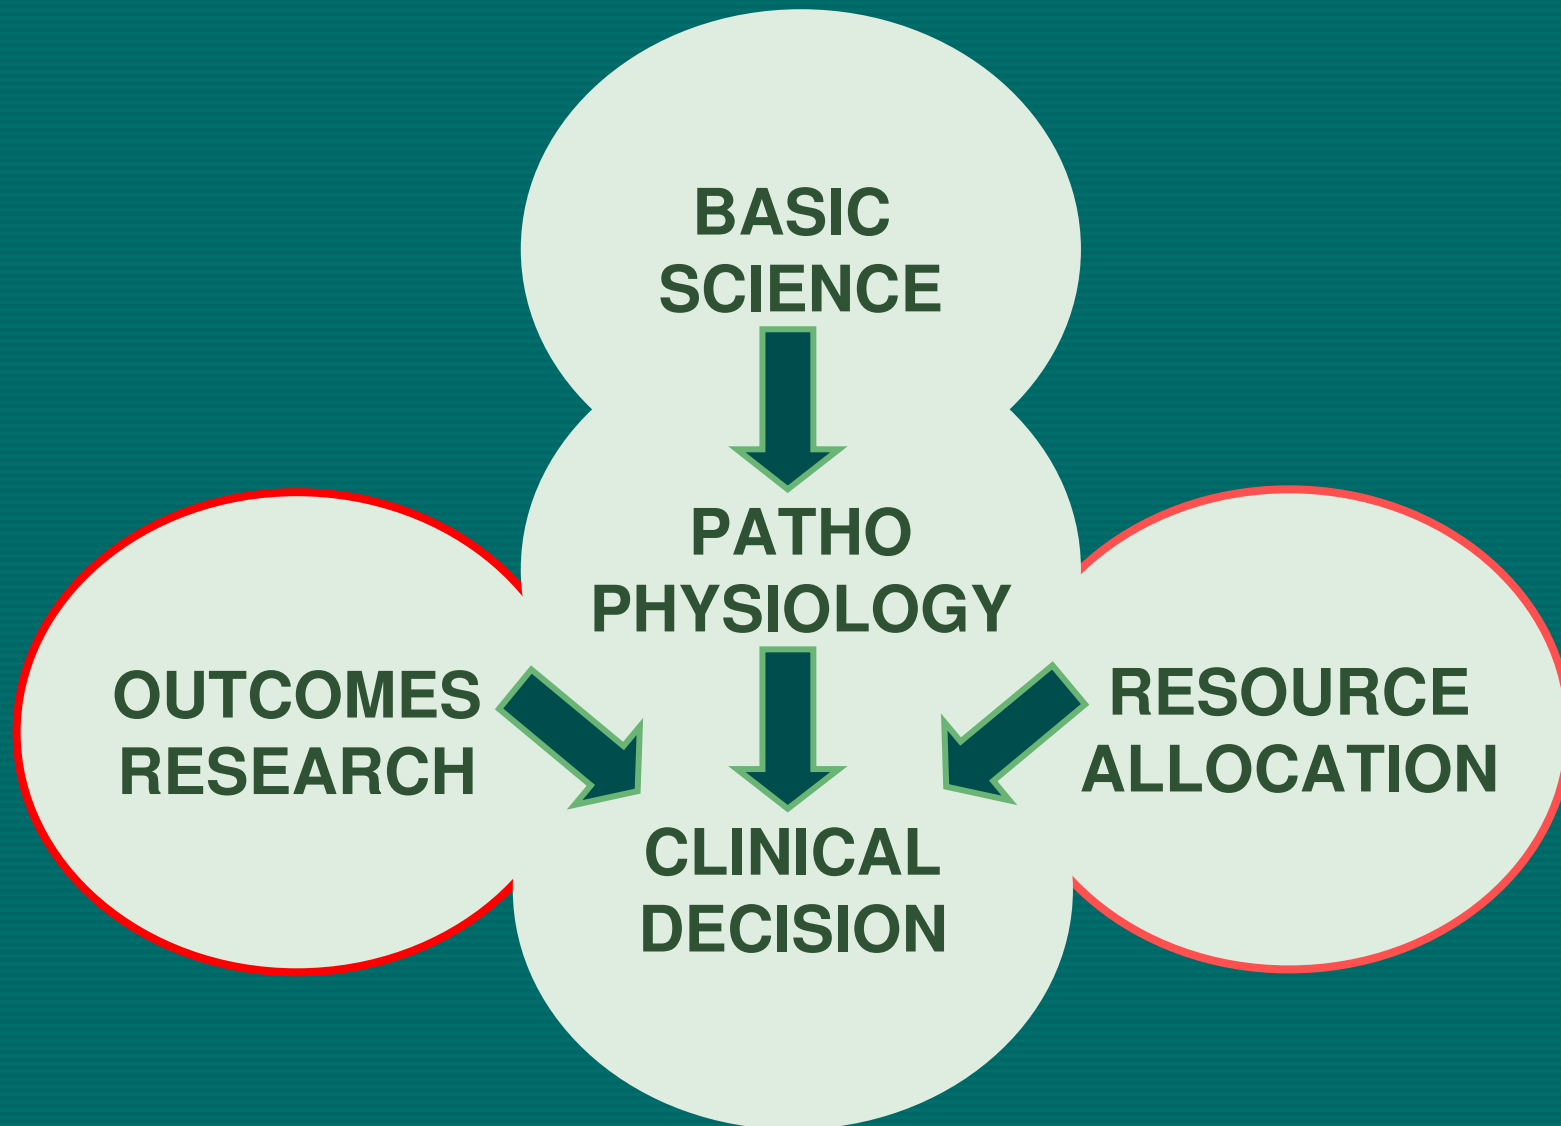 BASIC
SCIENCE
PATHO
PHYSIOLOGY
OUTCOMES
RESEARCH
RESOURCE
ALLOCATION
CLINICAL
DECISION